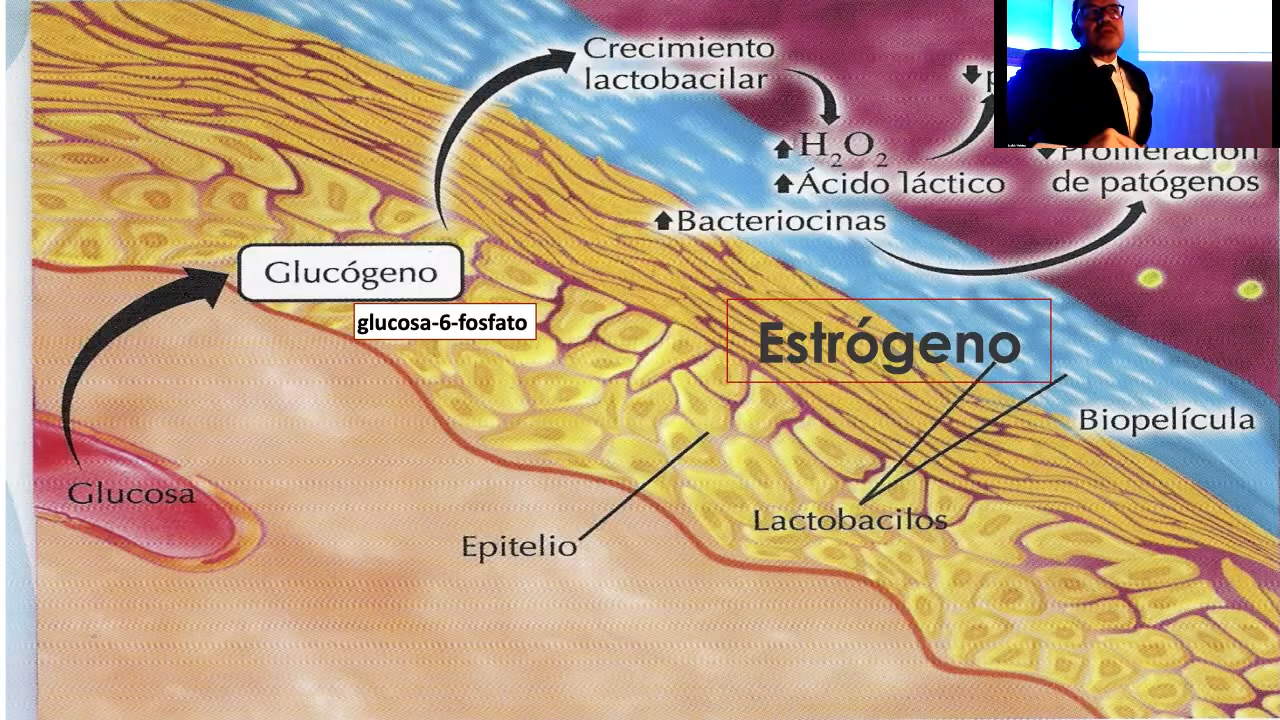 Crecimiento
lactobacilar
H₂O₂
Ácido láctico
Bacteriocinas
Proliferación
de patógenos
Glucógeno
glucosa-6-fosfato
Estrógeno
Biopelícula
Glucosa
Lactobacilos
Epitelio